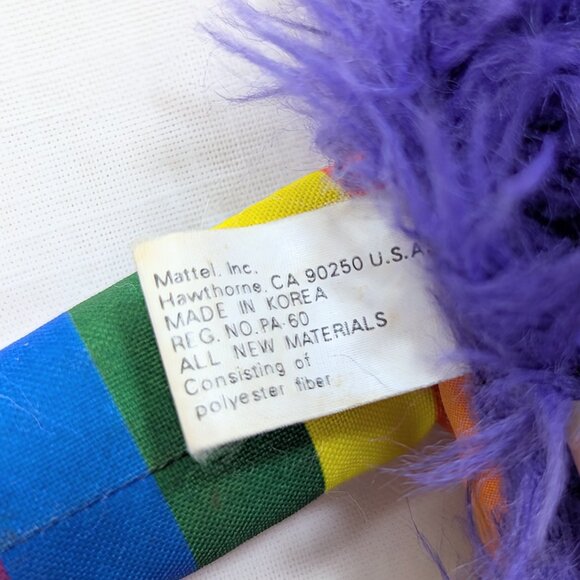 Mattel, Inc.
Hawthorne, CA 90250 U.S.A.
MADE IN KOREA
REG. NO. PA-60
ALL NEW MATERIALS
Consisting of
polyester fiber